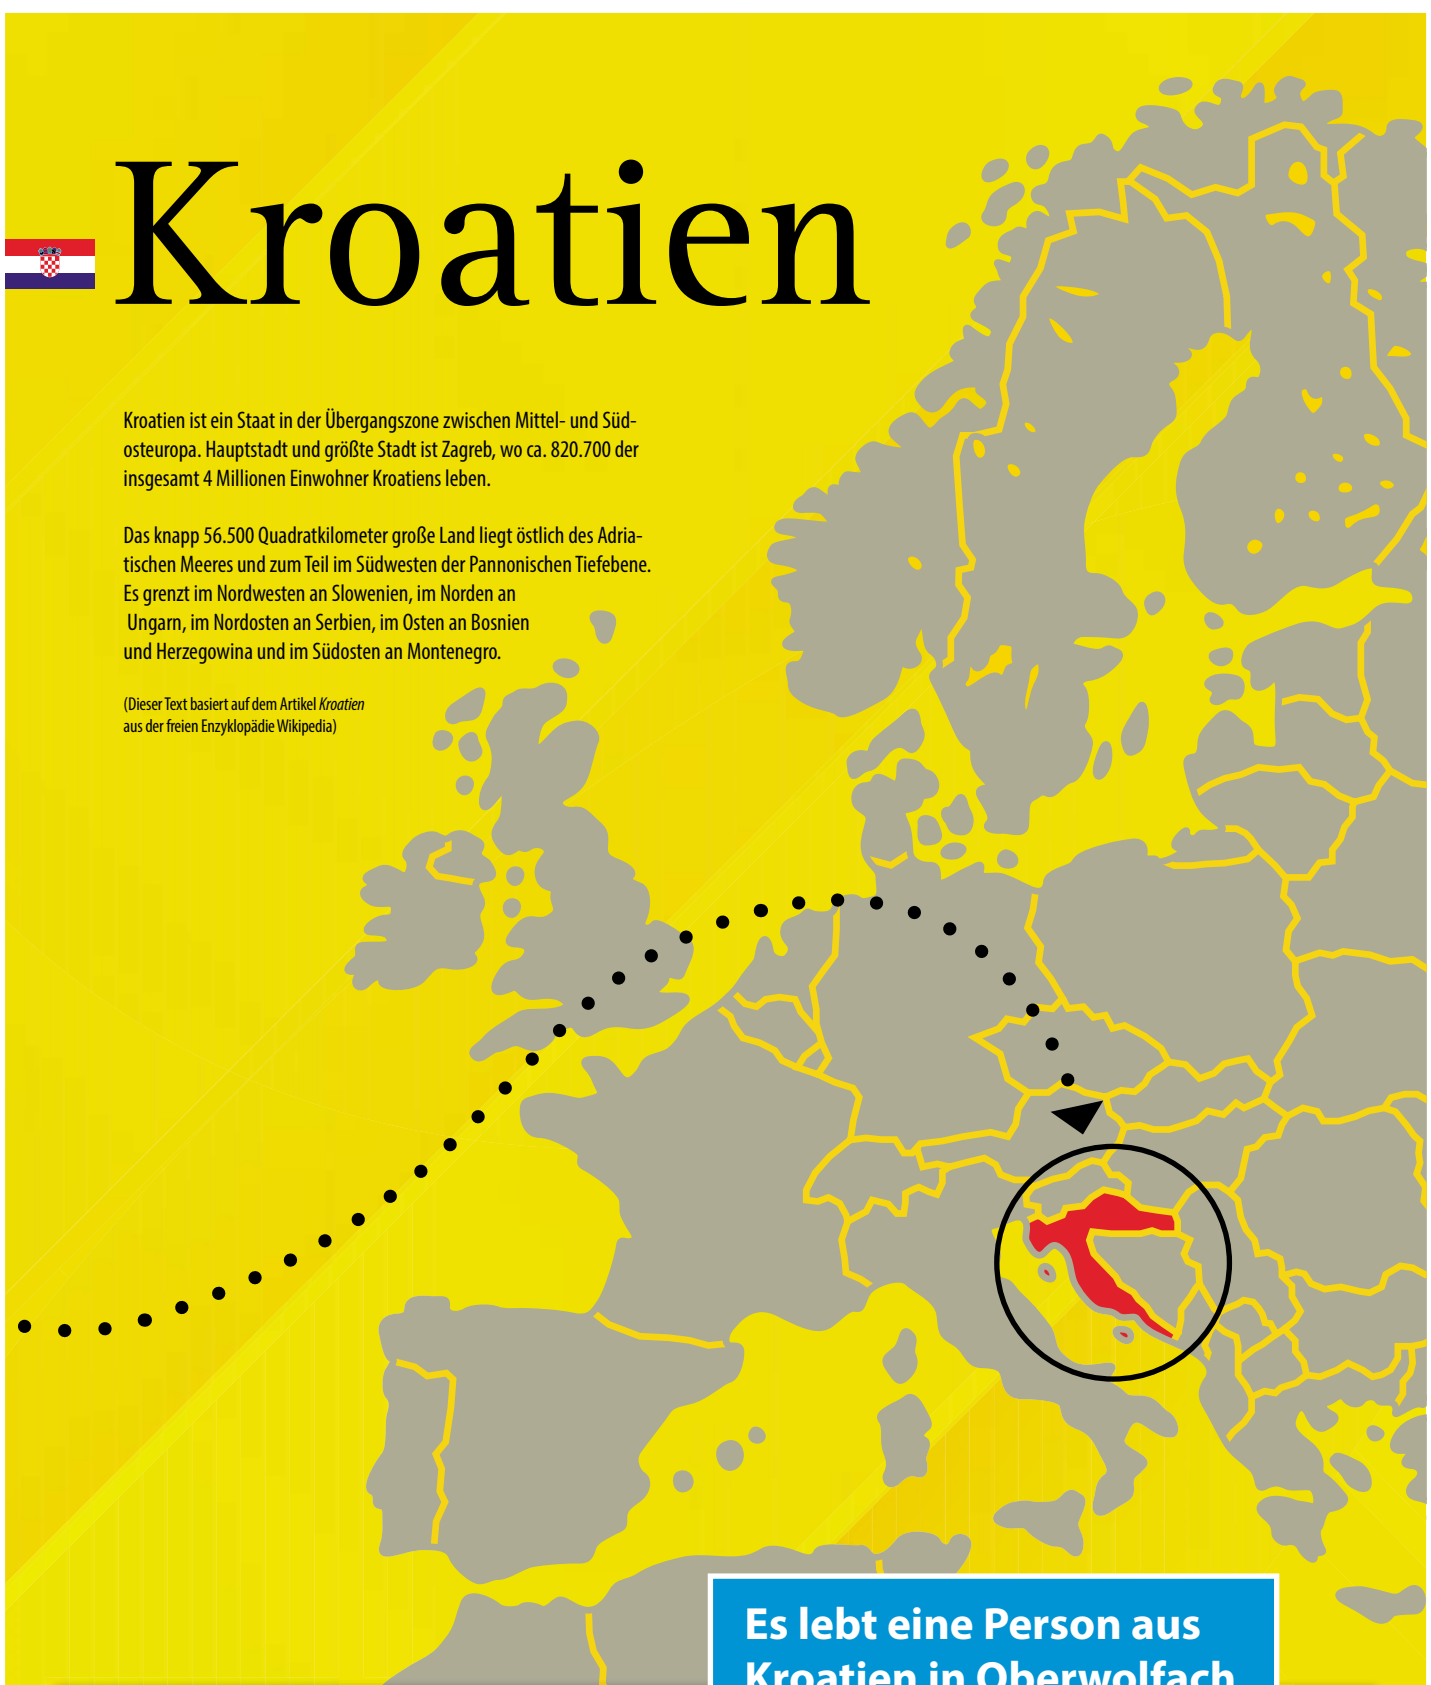 Kroatien
Kroatien ist ein Staat in der Übergangszone zwischen Mittel- und Süd-
osteuropa. Hauptstadt und größte Stadt ist Zagreb, wo ca. 820.700 der
insgesamt 4 Millionen Einwohner Kroatiens leben.
Das knapp 56.500 Quadratkilometer große Land liegt östlich des Adria-
tischen Meeres und zum Teil im Südwesten der Pannonischen Tiefebene.
Es grenzt im Nordwesten an Slowenien, im Norden an
Ungarn, im Nordosten an Serbien, im Osten an Bosnien
und Herzegowina und im Südosten an Montenegro.
(Dieser Text basiert auf dem Artikel Kroatien
aus der freien Enzyklopädie Wikipedia)
Es lebt eine Person aus
Kroatien in Oberwolfach